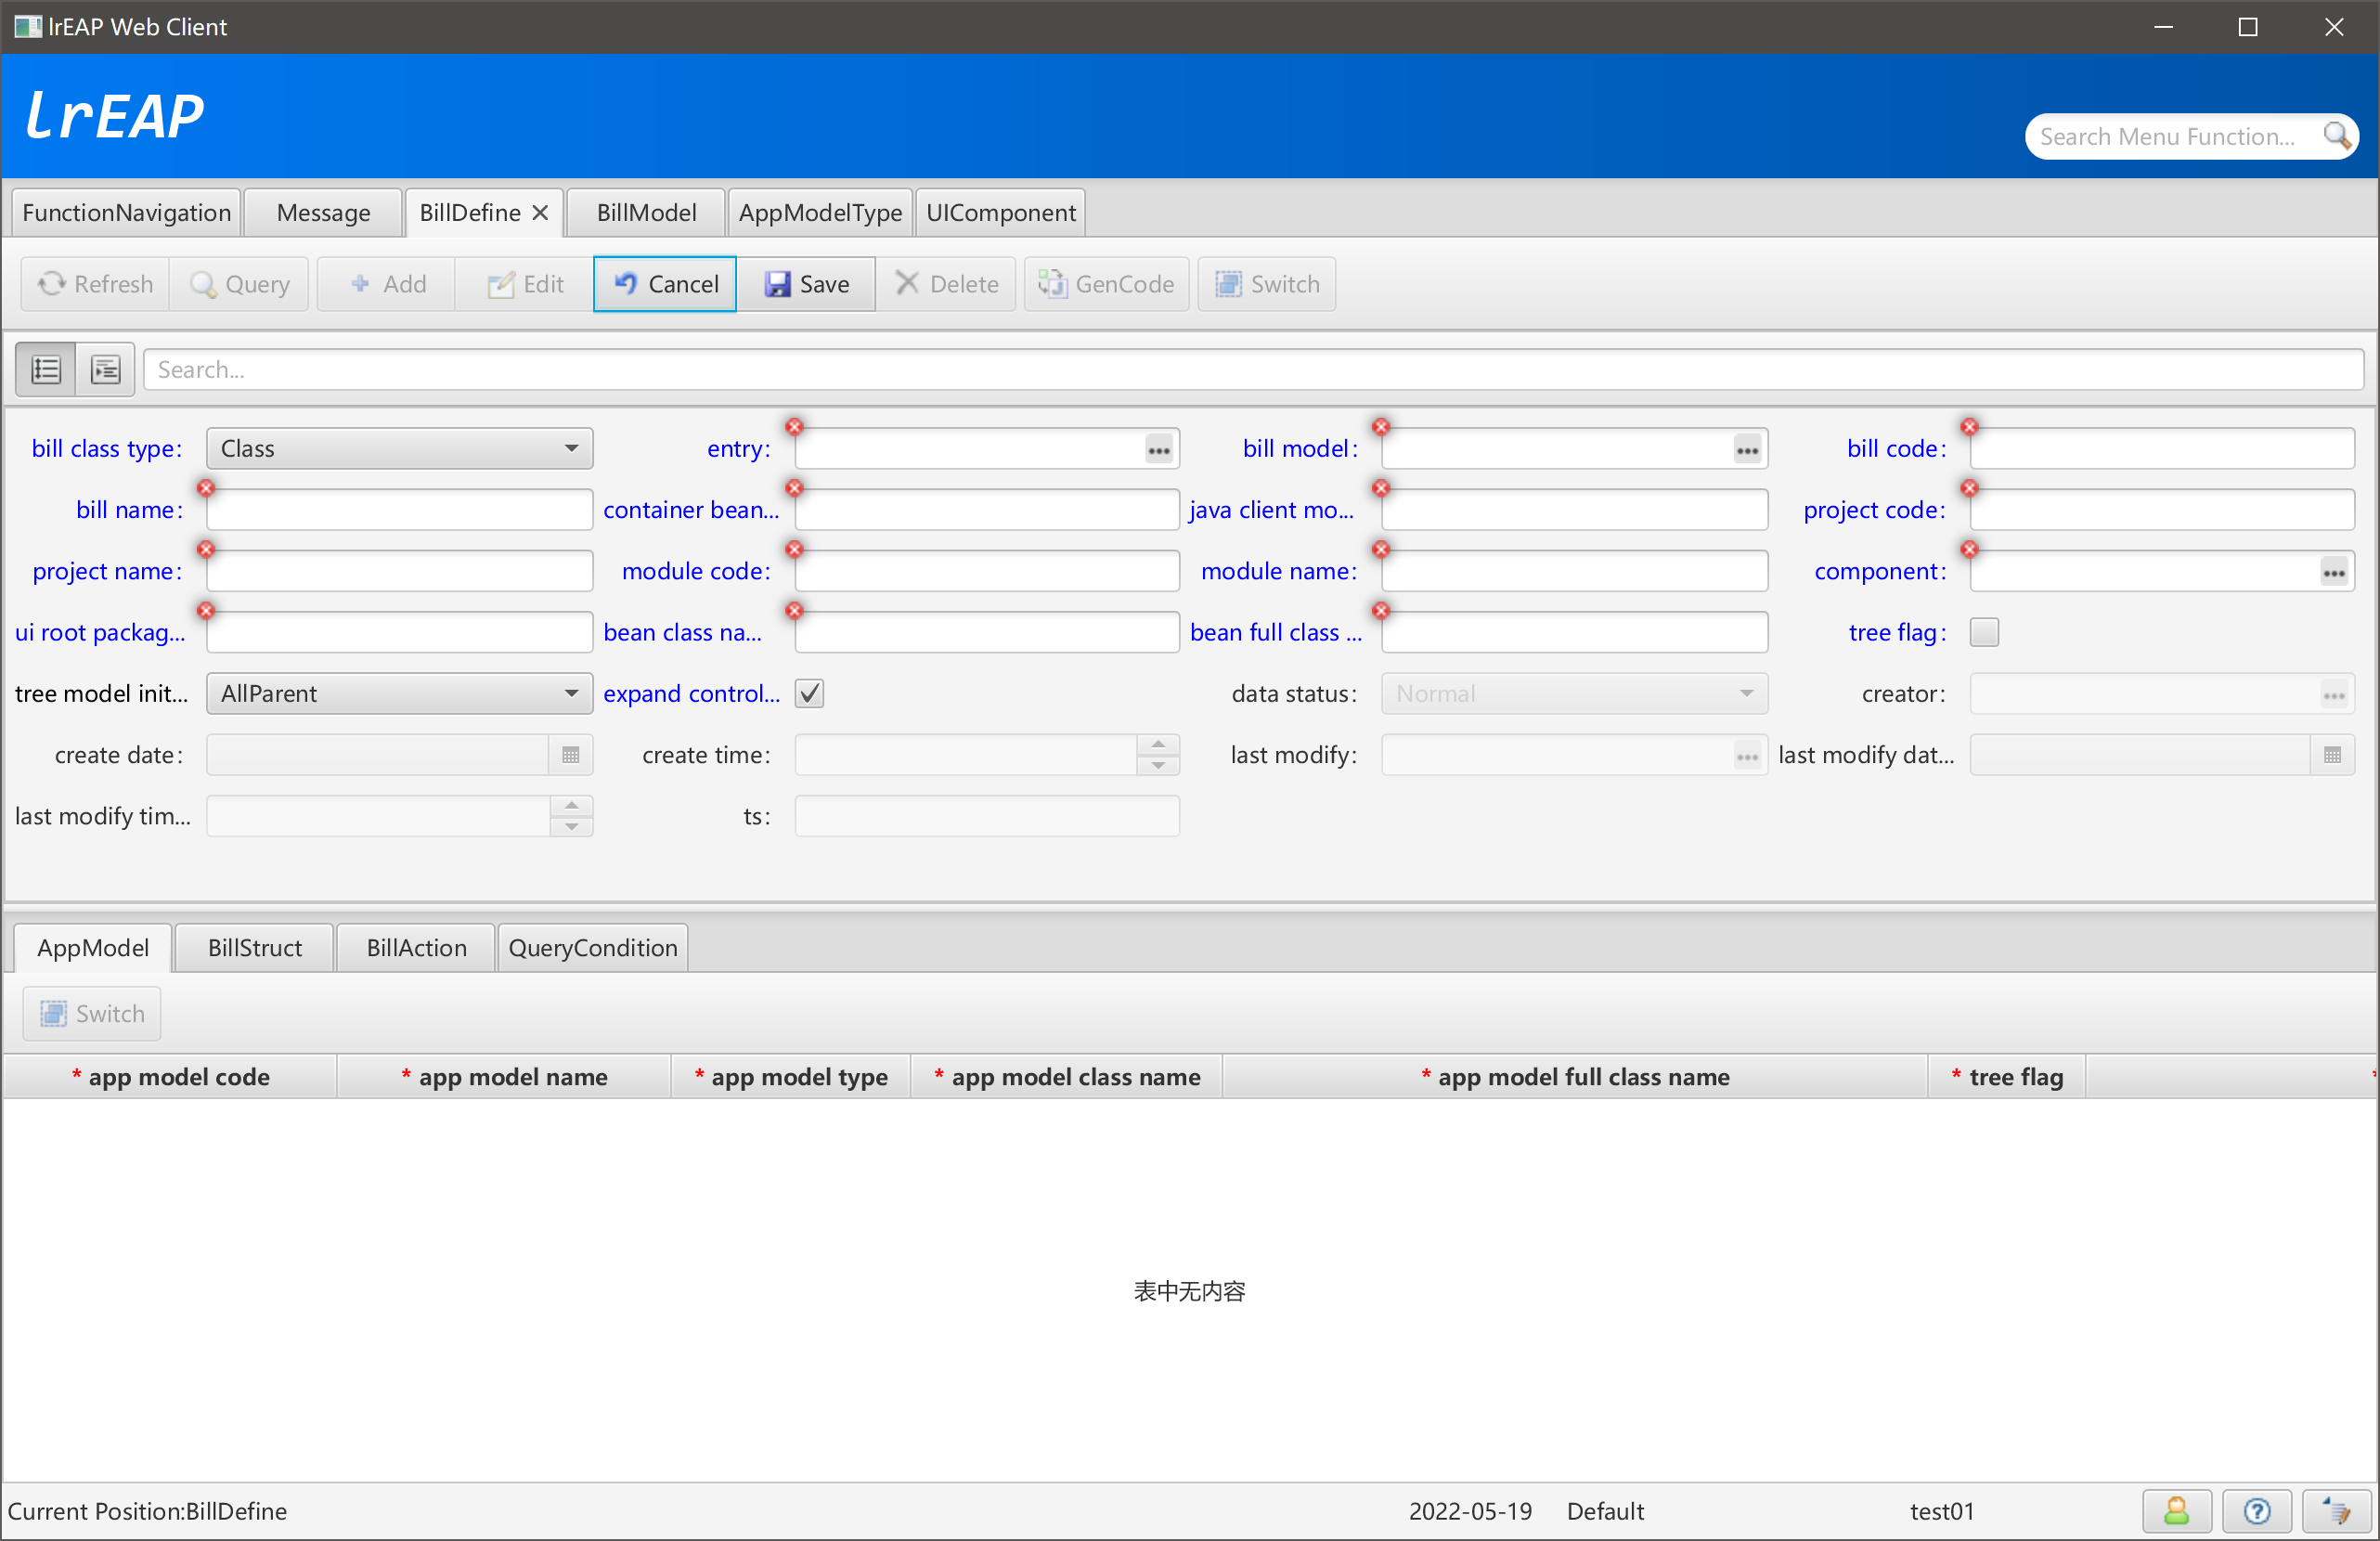 lrEAP Web Client
lrEAP
Search Menu Function...
FunctionNavigation Message BillDefine BillModel AppModelType UIComponent
Refresh Query Add Edit Cancel Save Delete GenCode Switch
Search...
bill class type: Class entry: bill model: bill code:
bill name: container bean... java client mo... project code:
project name: module code: module name: component:
ui root packag... bean class na... bean full class ... tree flag:
tree model init... AllParent expand control... data status: Normal creator:
create date: create time: last modify: last modify dat...
last modify tim... ts:
AppModel BillStruct BillAction QueryCondition
Switch
* app model code * app model name * app model type * app model class name * app model full class name * tree flag *
表中无内容
Current Position:BillDefine 2022-05-19 Default test01